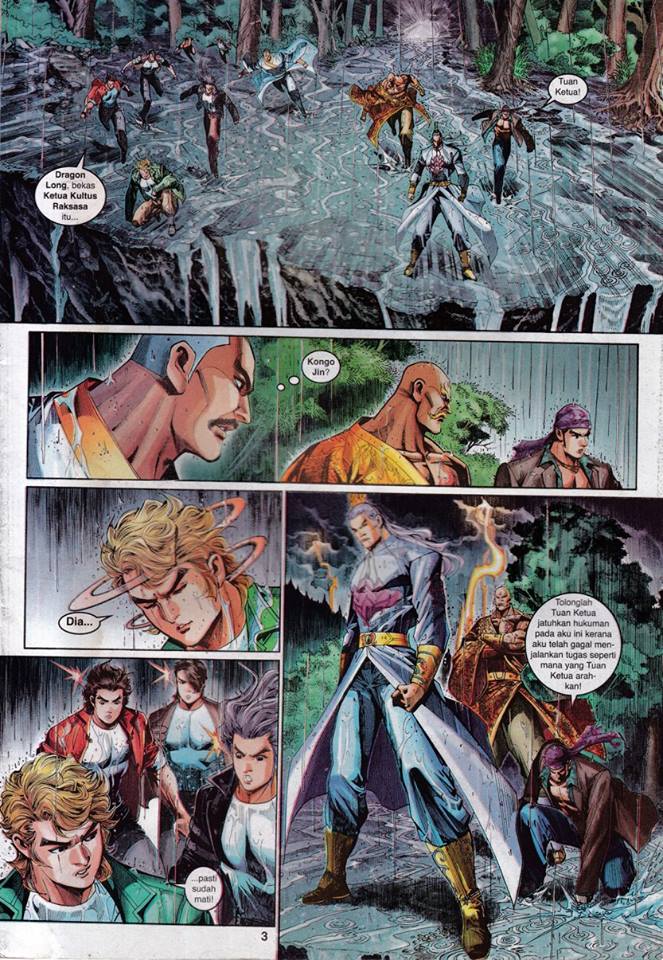 Tuan
Ketua!
Dragon
Long, bekas
Ketua Kultus
Raksasa
itu...
Kongo
Jin?
Dia...
...pasti
sudah
mati!
Tolonglah
Tuan Ketua
jatuhkan hukuman
pada aku ini kerana
aku telah gagal men-
jalankan tugas seperti
mana yang Tuan
Ketua arah-
kan!
3